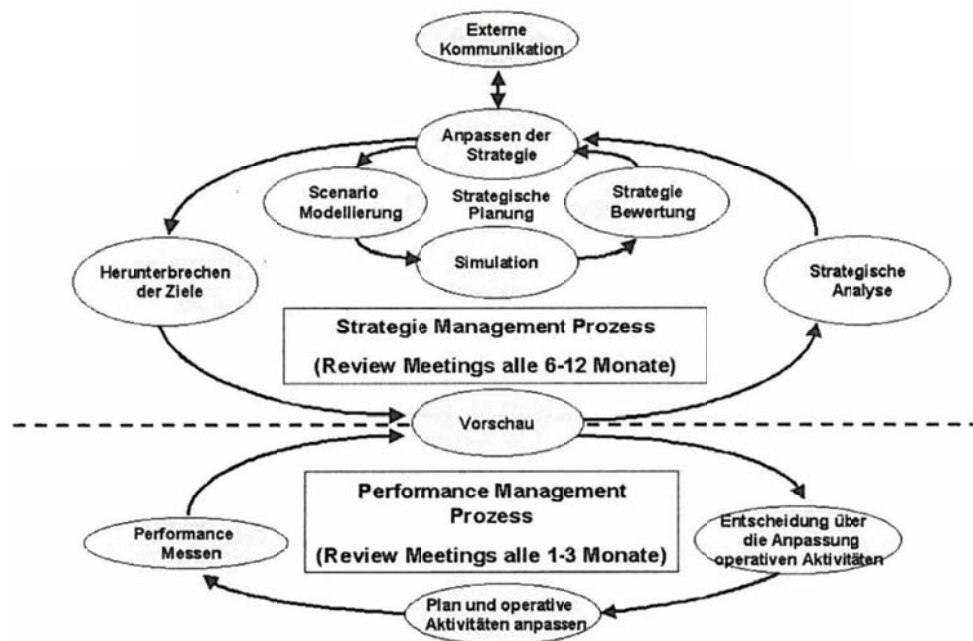 Externe
Kommunikation
Anpassen der
Strategie
Scenario
Modellierung
Strategische
Planung
Strategie
Bewertung
Simulation
Herunterbrechen
der Ziele
Strategische
Analyse
Strategie Management Prozess
(Review Meetings alle 6-12 Monate)
Vorschau
Performance Management
Prozess
(Review Meetings alle 1-3 Monate)
Performance
Messen
Entscheidung über
die Anpassung
operativen Aktivitäten
Plan und operative
Aktivitäten anpassen